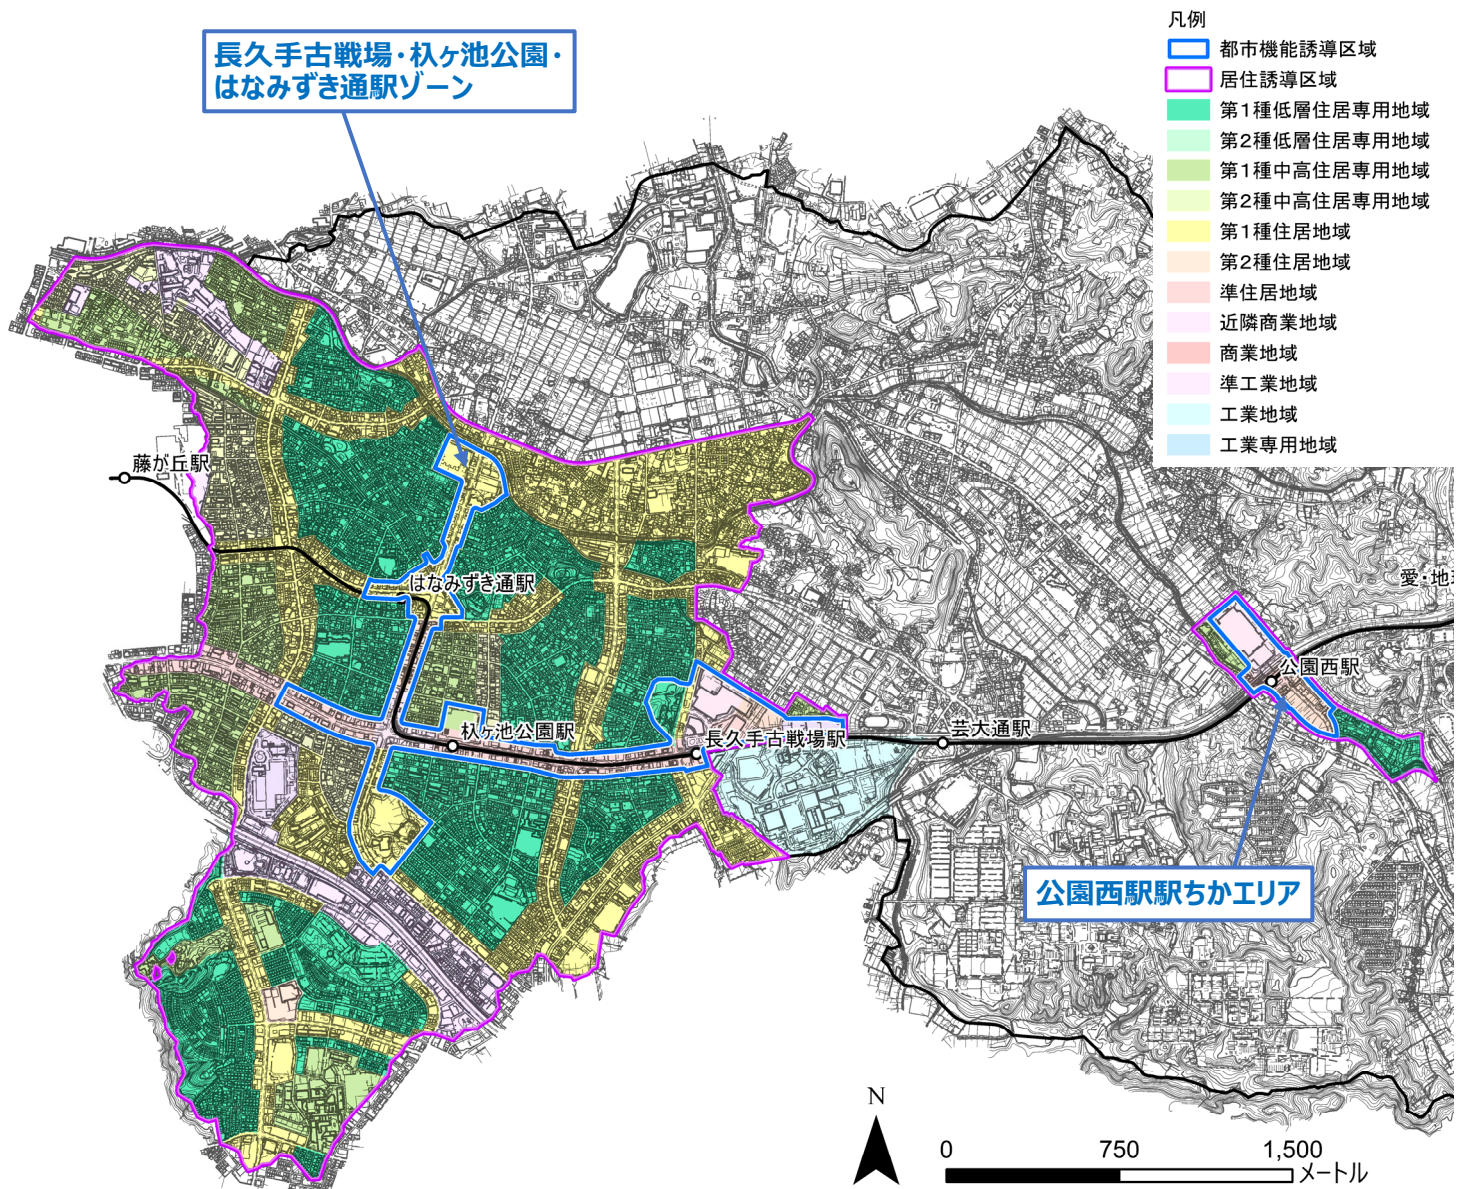 長久手古戦場・杁ヶ池公園・
はなみずき通駅ゾーン
凡例
都市機能誘導区域
居住誘導区域
第1種低層住居専用地域
第2種低層住居専用地域
第1種中高住居専用地域
第2種中高住居専用地域
第1種住居地域
第2種住居地域
準住居地域
近隣商業地域
商業地域
準工業地域
工業地域
工業専用地域
藤が丘駅
はなみずき通駅
愛・地
公園西駅
杁ヶ池公園駅
長久手古戦場駅
芸大通駅
公園西駅駅ちかエリア
N
0 750 1,500
メートル